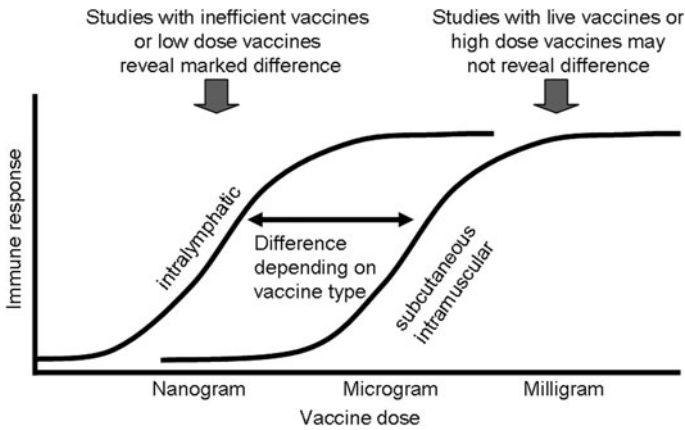 Studies with inefficient vaccines
or low dose vaccines
reveal marked difference
Studies with live vaccines or
high dose vaccines may
not reveal difference
Immune response
intralymphatic
Difference
depending on
vaccine type
subcutaneous
intramuscular
Nanogram
Microgram
Milligram
Vaccine dose